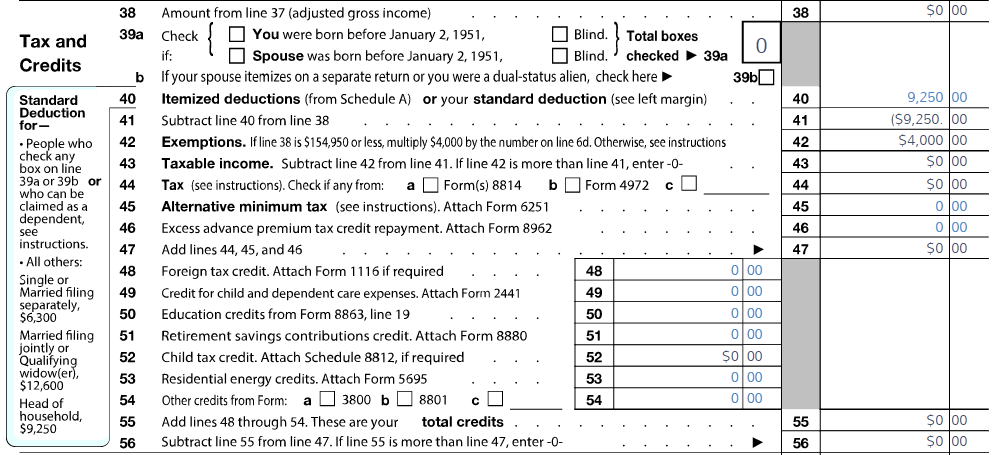 38 Amount from line 37 (adjusted gross income) . . . . . . . . . . . . . 38 $0 00
Tax and Credits
39a Check if: { You were born before January 2, 1951, Blind. } Total boxes
Spouse was born before January 2, 1951, Blind. checked ▶ 39a 0
b If your spouse itemizes on a separate return or you were a dual-status alien, check here ▶ 39b
Standard
Deduction
for—
• People who
check any
box on line
39a or 39b or
who can be
claimed as a
dependent,
see
instructions.
• All others:
Single or
Married filing
separately,
$6,300
Married filing
jointly or
Qualifying
widow(er),
$12,600
Head of
household,
$9,250
40 Itemized deductions (from Schedule A) or your standard deduction (see left margin) . . 40 9,250 00
41 Subtract line 40 from line 38 . . . . . . . . . . . . . . . 41 ($9,250. 00
42 Exemptions. If line 38 is $154,950 or less, multiply $4,000 by the number on line 6d. Otherwise, see instructions 42 $4,000 00
43 Taxable income. Subtract line 42 from line 41. If line 42 is more than line 41, enter -0- . . 43 $0 00
44 Tax (see instructions). Check if any from: a Form(s) 8814 b Form 4972 c 44 $0 00
45 Alternative minimum tax (see instructions). Attach Form 6251 . . . . . . . . . 45 0 00
46 Excess advance premium tax credit repayment. Attach Form 8962 . . . . . . . . 46 0 00
47 Add lines 44, 45, and 46 . . . . . . . . . . . . . . . . ▶ 47 $0 00
48 Foreign tax credit. Attach Form 1116 if required . . . . 48 0 00
49 Credit for child and dependent care expenses. Attach Form 2441 49 0 00
50 Education credits from Form 8863, line 19 . . . . . 50 0 00
51 Retirement savings contributions credit. Attach Form 8880 51 0 00
52 Child tax credit. Attach Schedule 8812, if required . . . 52 $0 00
53 Residential energy credits. Attach Form 5695 . . . . 53 0 00
54 Other credits from Form: a 3800 b 8801 c 54 0 00
55 Add lines 48 through 54. These are your total credits . . . . . . . . . . . 55 $0 00
56 Subtract line 55 from line 47. If line 55 is more than line 47, enter -0- . . . . . . ▶ 56 $0 00